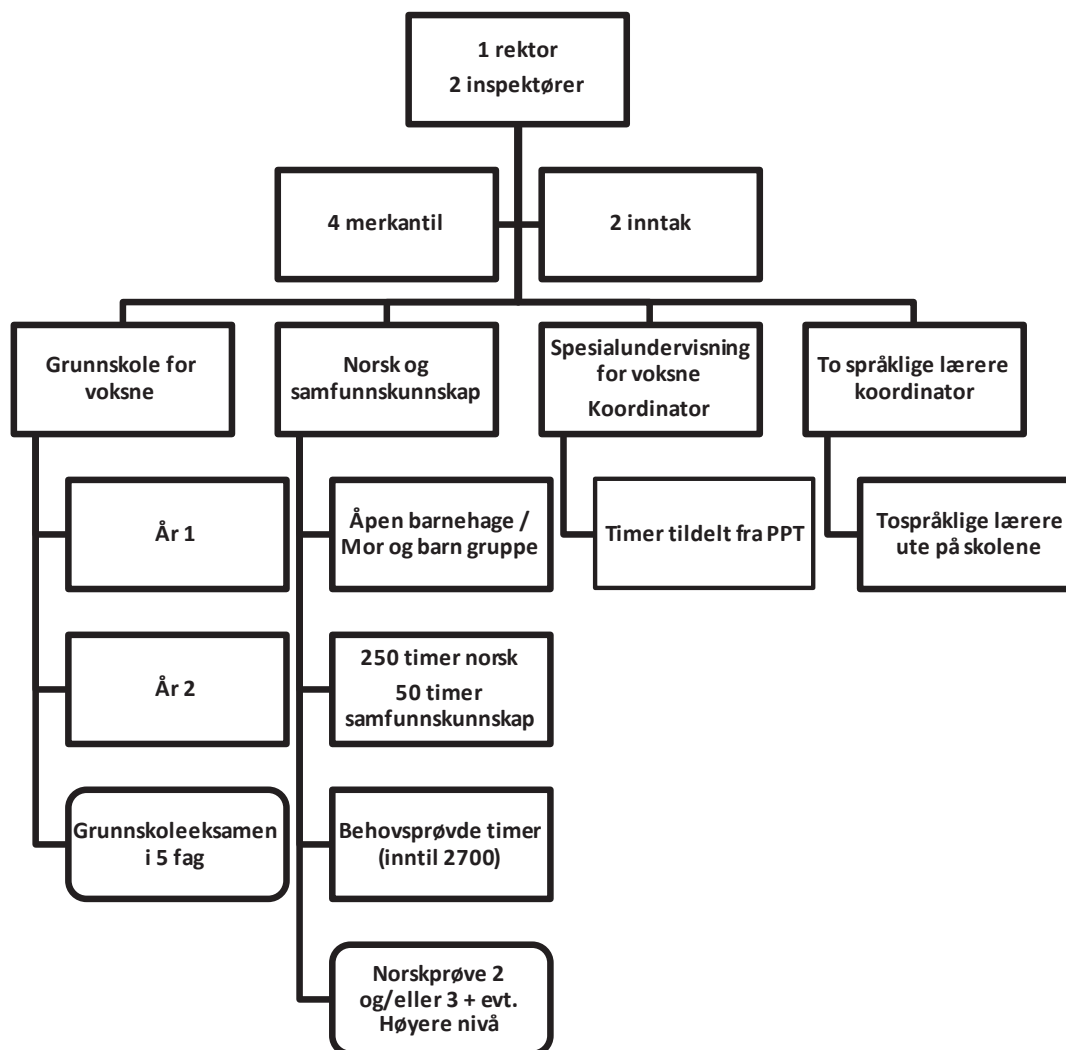 1 rektor
2 inspektører
4 merkantil
2 inntak
Grunnskole for
voksne
Norsk og
samfunnskunnskap
Spesialundervisning
for voksne
Koordinator
To språklige lærere
koordinator
År 1
Åpen barnehage /
Mor og barn gruppe
Timer tildelt fra PPT
Tospråklige lærere
ute på skolene
År 2
250 timer norsk
50 timer
samfunnskunnskap
Grunnskoleeksamen
i 5 fag
Behovsprøvde timer
(inntil 2700)
Norskprøve 2
og/eller 3 + evt.
Høyere nivå